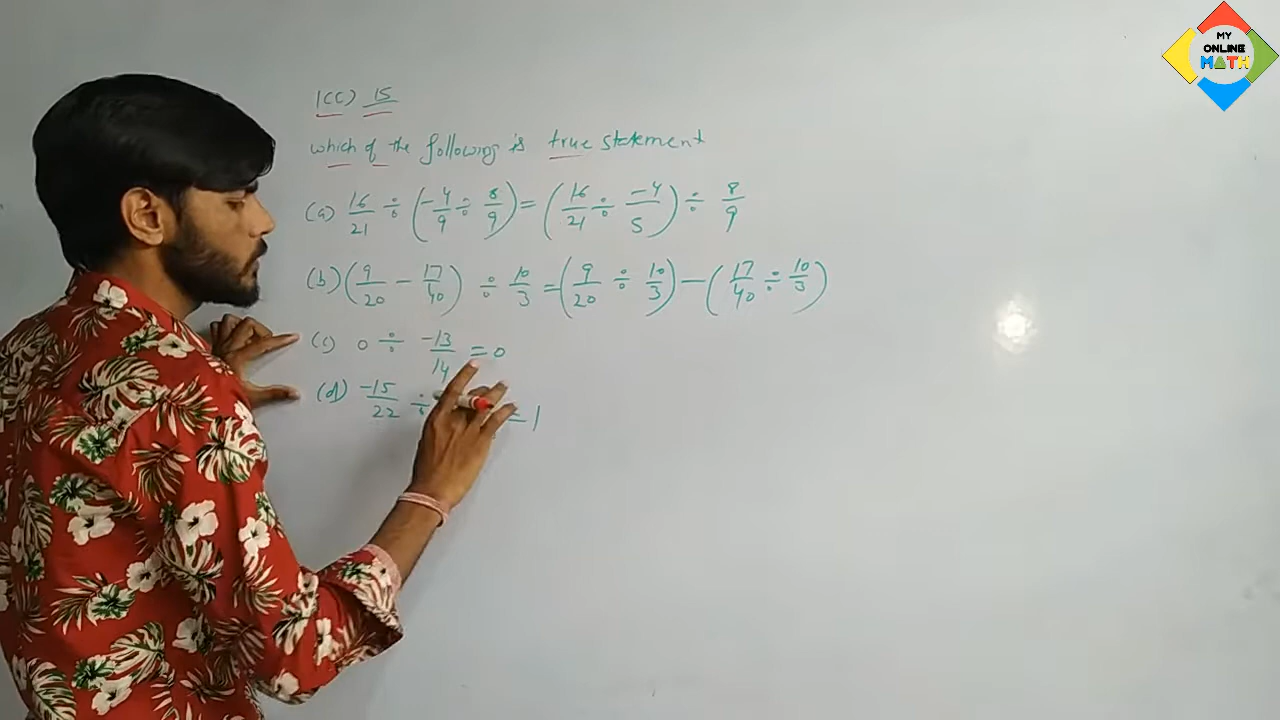 MY
ONLINE
MATH
1(C) 15
which of the following is true statement
(a) 16/21 ÷ (-4/9 ÷ 8/9) = (16/21 ÷ -4/5) ÷ 8/9
(b) (9/20 - 17/40) ÷ 10/3 = (9/20 ÷ 10/3) - (17/40 ÷ 10/3)
(c) 0 ÷ -13/14 = 0
(d) -15/22 ÷ = 1